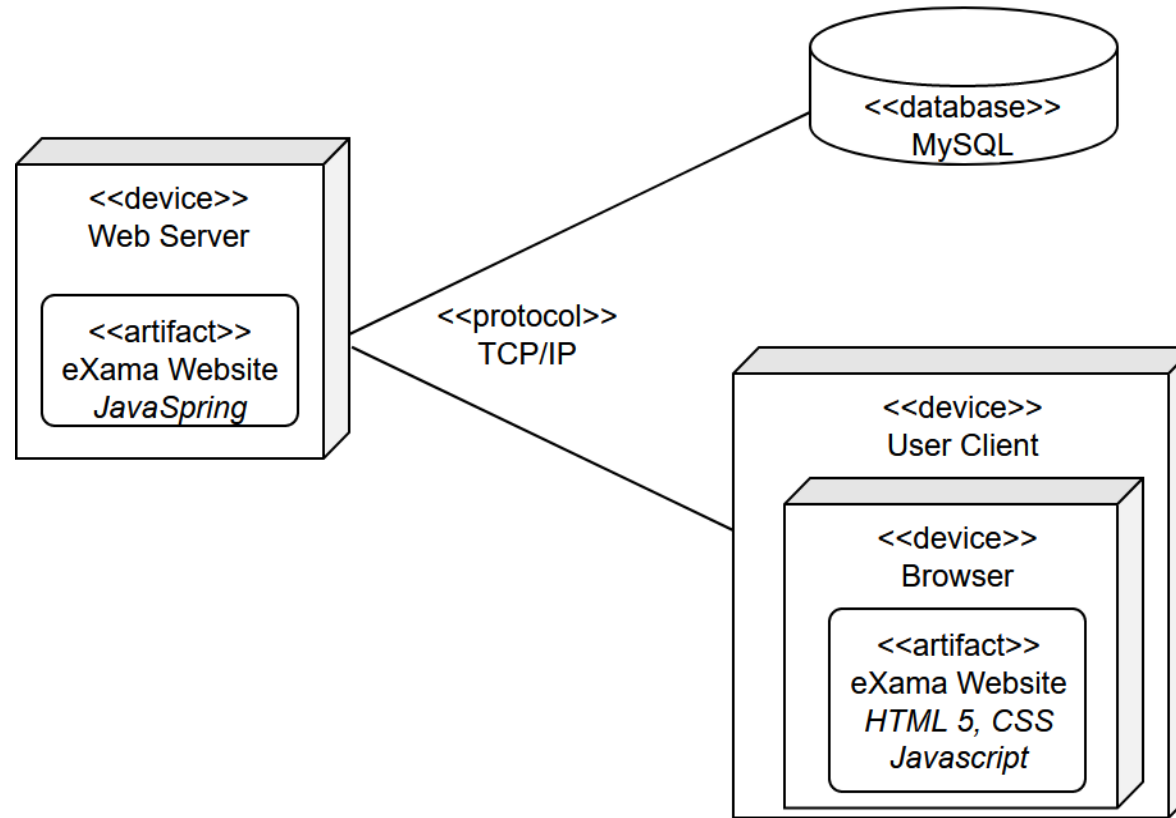 <<database>>
MySQL
<<device>>
Web Server
<<artifact>>
eXama Website
JavaSpring
<<protocol>>
TCP/IP
<<device>>
User Client
<<device>>
Browser
<<artifact>>
eXama Website
HTML 5, CSS
Javascript